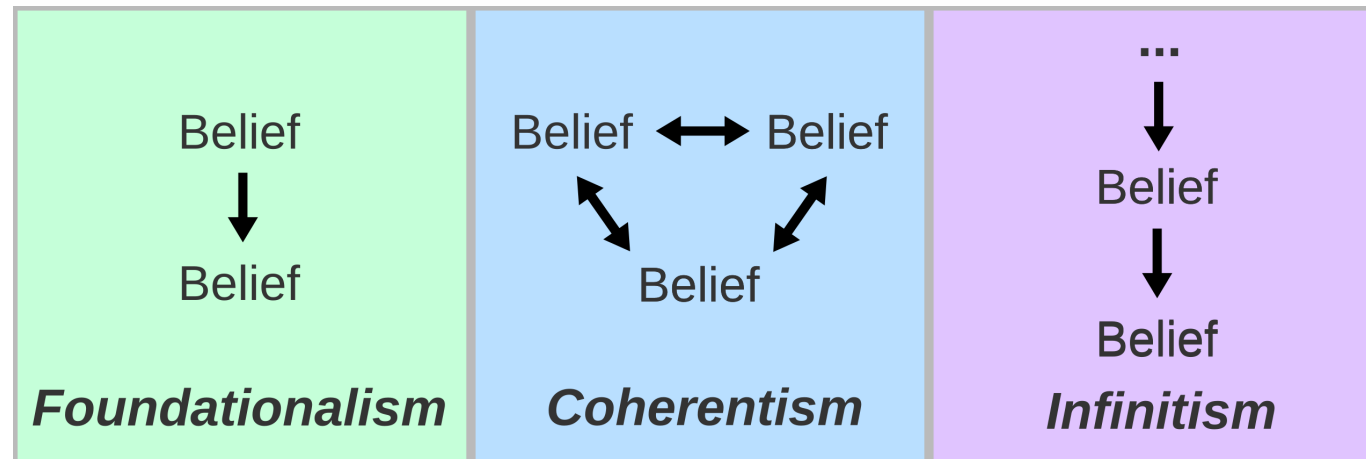 Belief
Belief
Foundationalism
Belief Belief
Belief
Coherentism
...
Belief
Belief
Infinitism